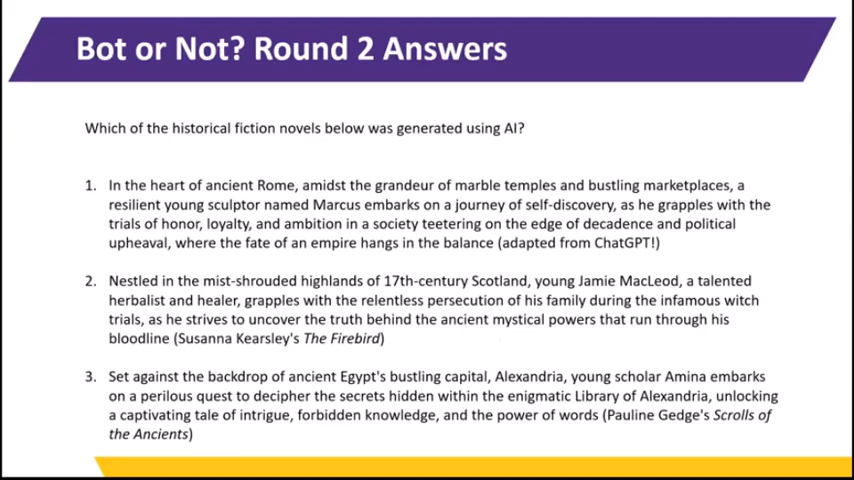 Bot or Not? Round 2 Answers
Which of the historical fiction novels below was generated using AI?
1. In the heart of ancient Rome, amidst the grandeur of marble temples and bustling marketplaces, a
resilient young sculptor named Marcus embarks on a journey of self-discovery, as he grapples with the
trials of honor, loyalty, and ambition in a society teetering on the edge of decadence and political
upheaval, where the fate of an empire hangs in the balance (adapted from ChatGPT!)
2. Nestled in the mist-shrouded highlands of 17th-century Scotland, young Jamie MacLeod, a talented
herbalist and healer, grapples with the relentless persecution of his family during the infamous witch
trials, as he strives to uncover the truth behind the ancient mystical powers that run through his
bloodline (Susanna Kearsley's The Firebird)
3. Set against the backdrop of ancient Egypt's bustling capital, Alexandria, young scholar Amina embarks
on a perilous quest to decipher the secrets hidden within the enigmatic Library of Alexandria, unlocking
a captivating tale of intrigue, forbidden knowledge, and the power of words (Pauline Gedge's Scrolls of
the Ancients)